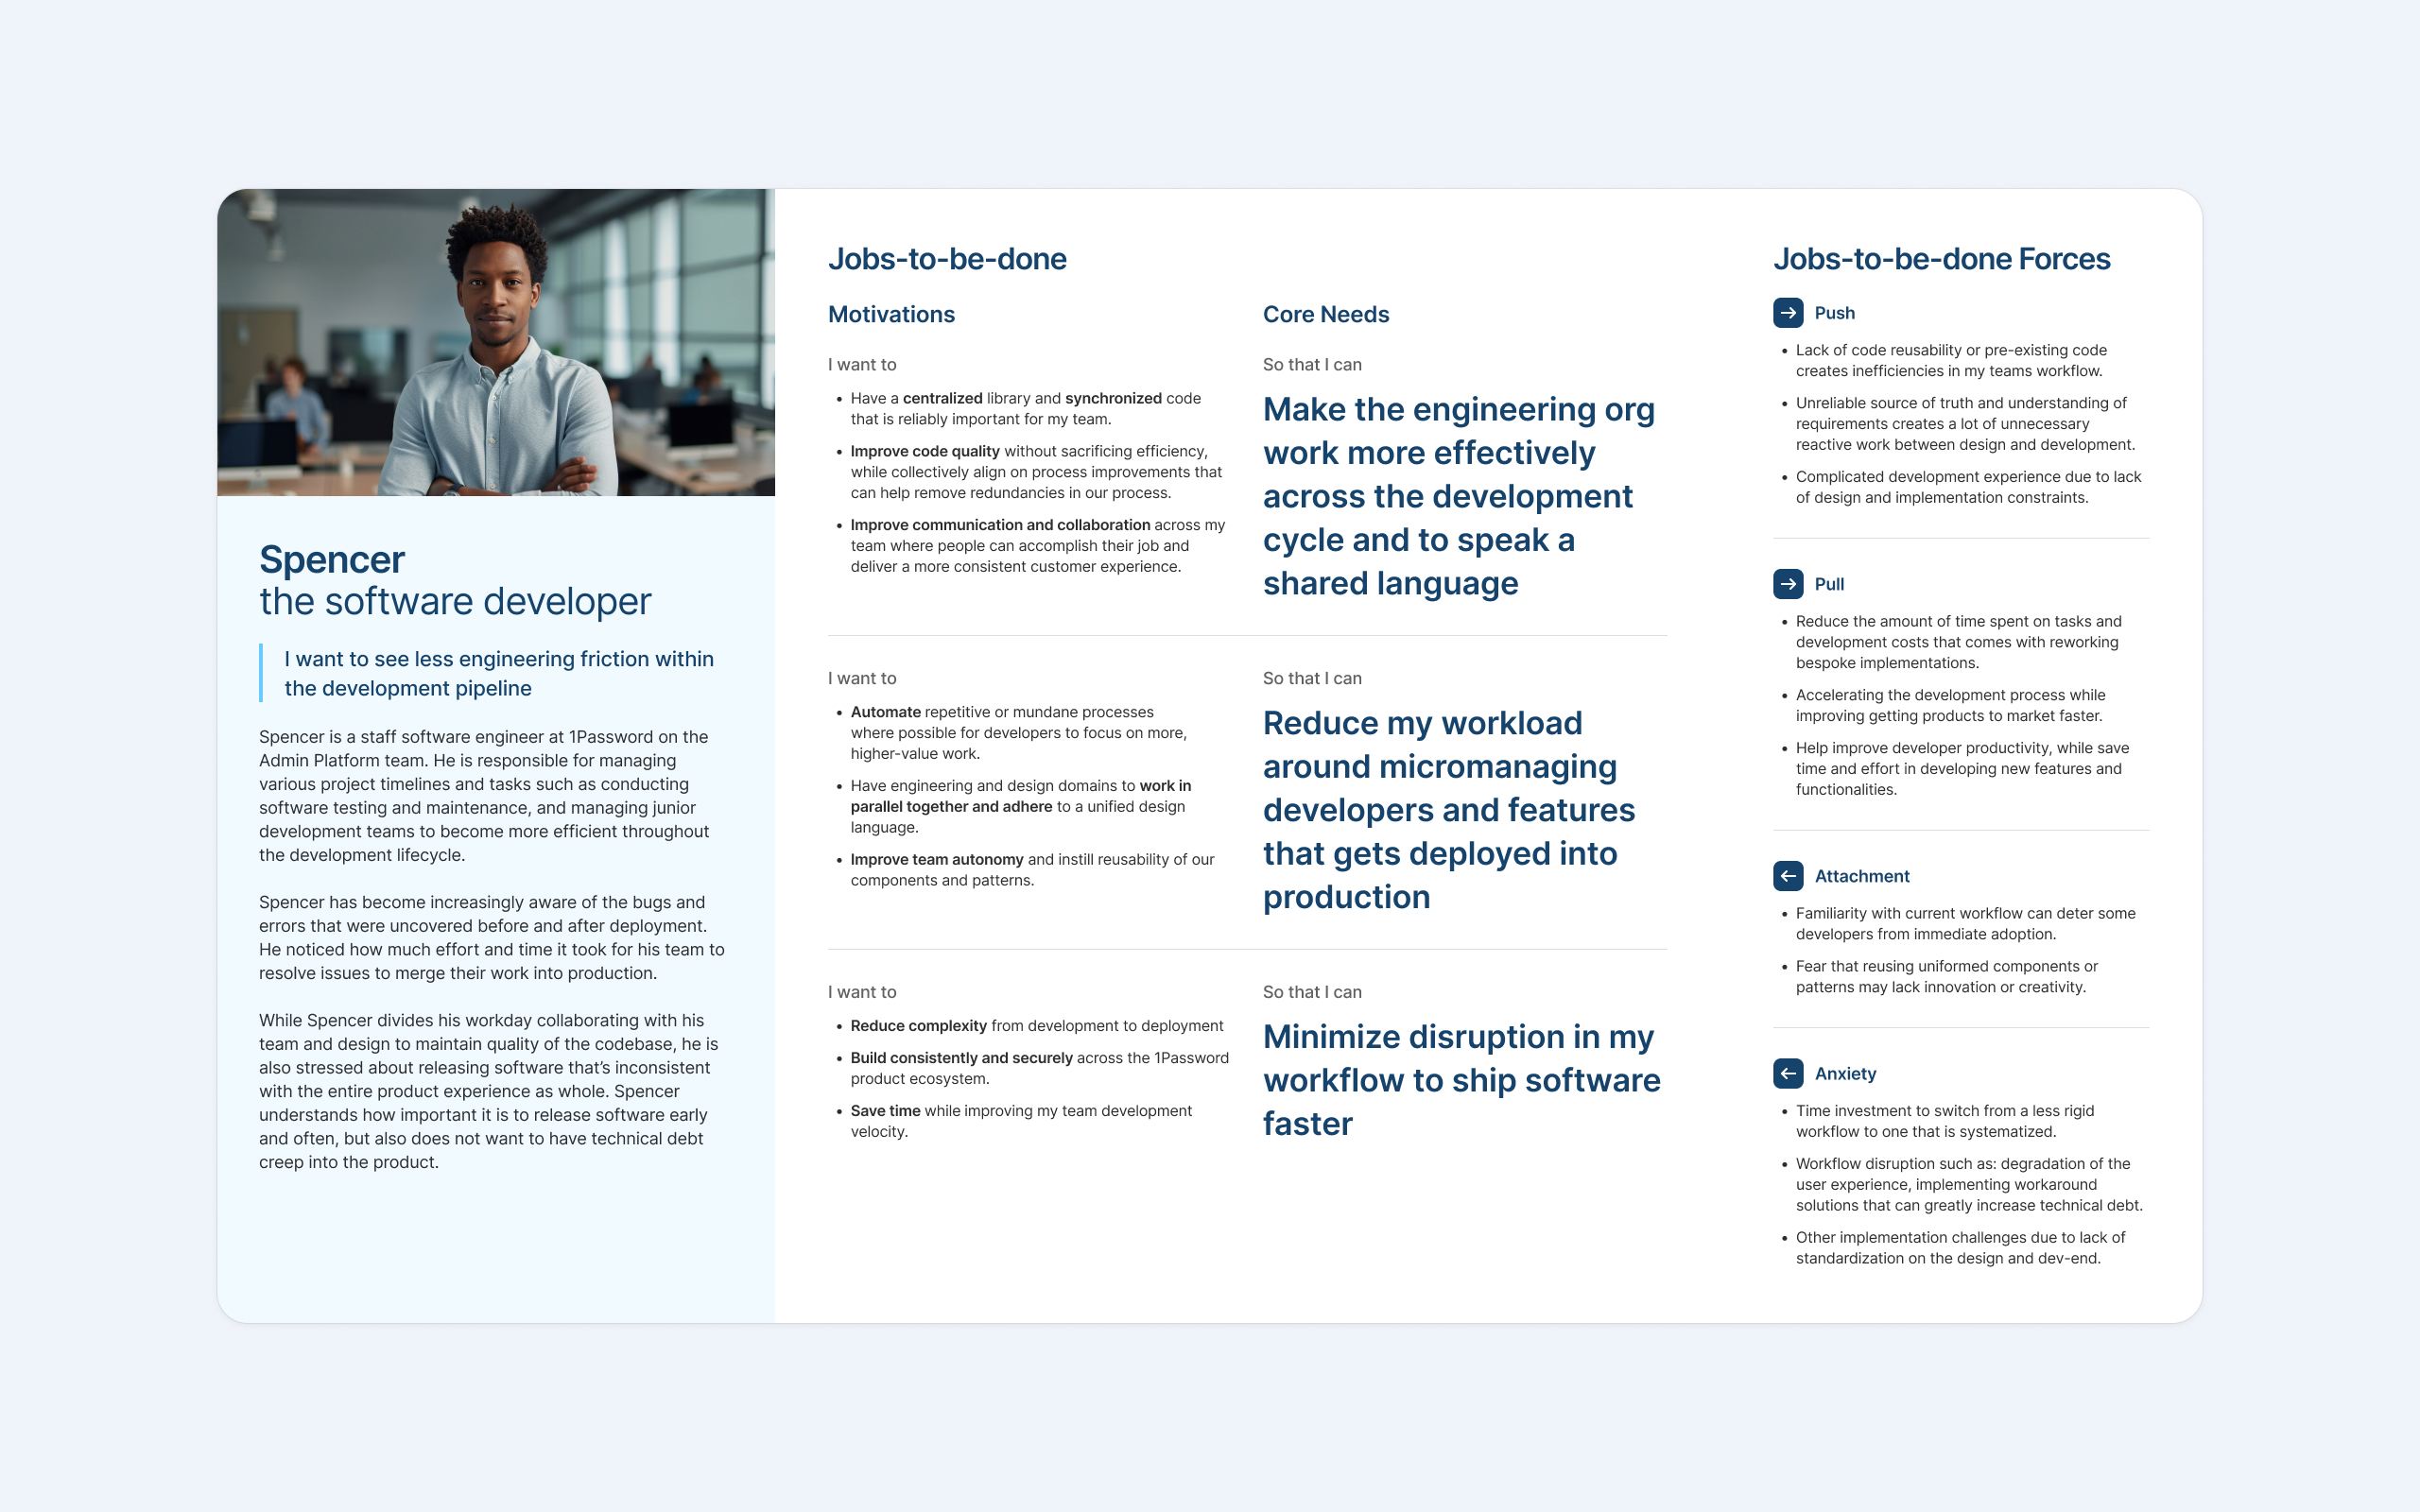 Spencer
the software developer
I want to see less engineering friction within
the development pipeline
Spencer is a staff software engineer at 1Password on the
Admin Platform team. He is responsible for managing
various project timelines and tasks such as conducting
software testing and maintenance, and managing junior
development teams to become more efficient throughout
the development lifecycle.
Spencer has become increasingly aware of the bugs and
errors that were uncovered before and after deployment.
He noticed how much effort and time it took for his team to
resolve issues to merge their work into production.
While Spencer divides his workday collaborating with his
team and design to maintain quality of the codebase, he is
also stressed about releasing software that’s inconsistent
with the entire product experience as whole. Spencer
understands how important it is to release software early
and often, but also does not want to have technical debt
creep into the product.
Jobs-to-be-done
Motivations
I want to
• Have a centralized library and synchronized code
that is reliably important for my team.
• Improve code quality without sacrificing efficiency,
while collectively align on process improvements that
can help remove redundancies in our process.
• Improve communication and collaboration across my
team where people can accomplish their job and
deliver a more consistent customer experience.
Core Needs
So that I can
Make the engineering org
work more effectively
across the development
cycle and to speak a
shared language
I want to
• Automate repetitive or mundane processes
where possible for developers to focus on more,
higher-value work.
• Have engineering and design domains to work in
parallel together and adhere to a unified design
language.
• Improve team autonomy and instill reusability of our
components and patterns.
So that I can
Reduce my workload
around micromanaging
developers and features
that gets deployed into
production
I want to
• Reduce complexity from development to deployment
• Build consistently and securely across the 1Password
product ecosystem.
• Save time while improving my team development
velocity.
So that I can
Minimize disruption in my
workflow to ship software
faster
Jobs-to-be-done Forces
Push
• Lack of code reusability or pre-existing code
creates inefficiencies in my teams workflow.
• Unreliable source of truth and understanding of
requirements creates a lot of unnecessary
reactive work between design and development.
• Complicated development experience due to lack
of design and implementation constraints.
Pull
• Reduce the amount of time spent on tasks and
development costs that comes with reworking
bespoke implementations.
• Accelerating the development process while
improving getting products to market faster.
• Help improve developer productivity, while save
time and effort in developing new features and
functionalities.
Attachment
• Familiarity with current workflow can deter some
developers from immediate adoption.
• Fear that reusing uniformed components or
patterns may lack innovation or creativity.
Anxiety
• Time investment to switch from a less rigid
workflow to one that is systematized.
• Workflow disruption such as: degradation of the
user experience, implementing workaround
solutions that can greatly increase technical debt.
• Other implementation challenges due to lack of
standardization on the design and dev-end.